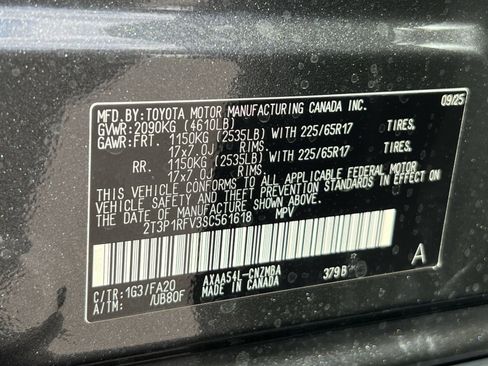 MFD.BY:TOYOTA MOTOR MANUFACTURING CANADA INC. 09/25
GVWR:2090KG (4610LB)
GAWR:FRT. 1150KG (2535LB) WITH 225/65R17 TIRES,
17x7.0J RIMS,
RR. 1150KG (2535LB) WITH 225/65R17 TIRES,
17x7.0J RIMS,
THIS VEHICLE CONFORMS TO ALL APPLICABLE FEDERAL MOTOR
VEHICLE SAFETY AND THEFT PREVENTION STANDARDS IN EFFECT ON
THE DATE OF MANUFACTURE SHOWN ABOVE.
2T3P1RFV3SC561618 MPV
A
C/TR:1G3/FA20 AXAA54L-CNZMBA 379B
A/TM: /UB80F MADE IN CANADA